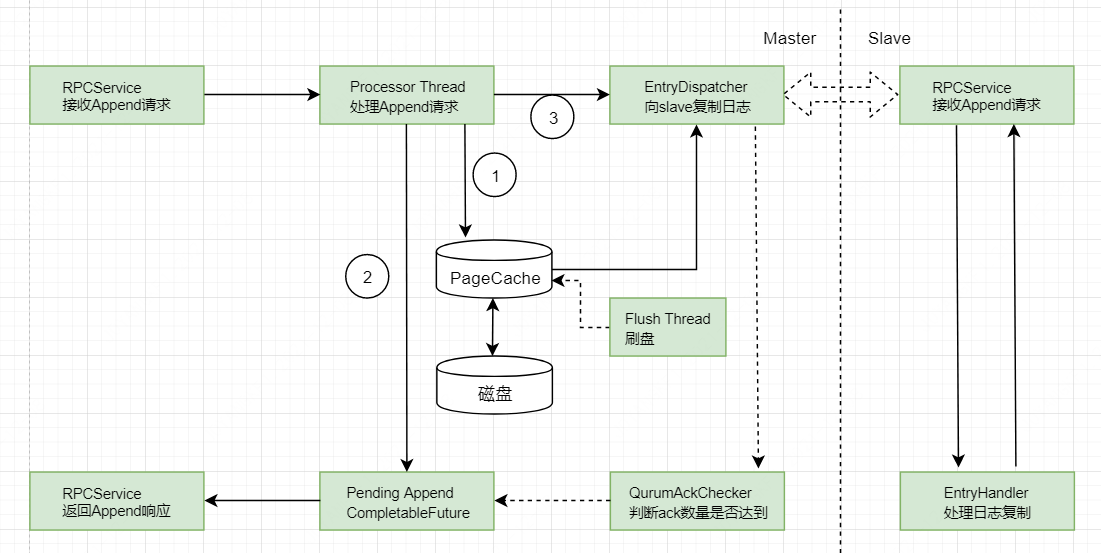 Master
Slave
RPCService
接收Append请求
Processor Thread
处理Append请求
EntryDispatcher
向slave复制日志
RPCService
接收Append请求
3
1
2
PageCache
Flush Thread
刷盘
磁盘
RPCService
返回Append响应
Pending Append
CompletableFuture
QurumAckChecker
判断ack数量是否达到
EntryHandler
处理日志复制